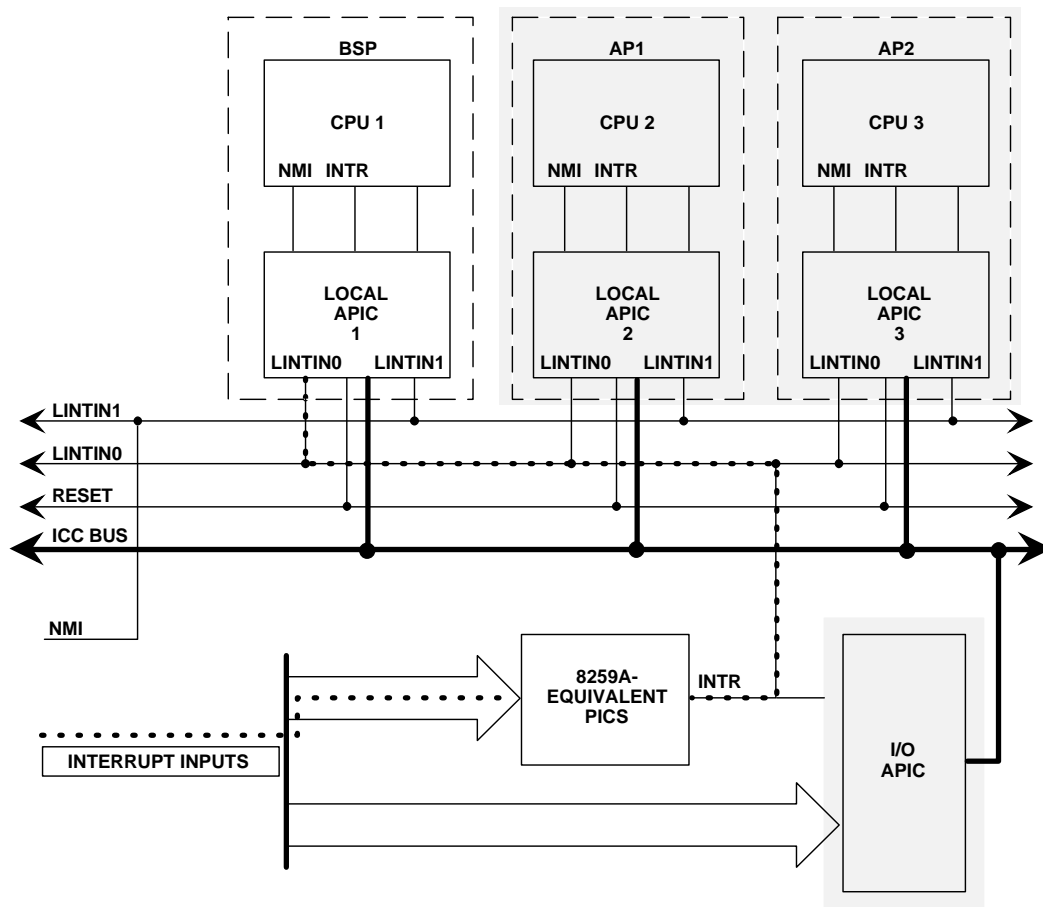 BSP
AP1
AP2
CPU 1
CPU 2
CPU 3
NMI INTR
NMI INTR
NMI INTR
LOCAL
APIC
1
LOCAL
APIC
2
LOCAL
APIC
3
LINTIN0 LINTIN1
LINTIN0 LINTIN1
LINTIN0 LINTIN1
LINTIN1
LINTIN0
RESET
ICC BUS
NMI
8259A-
EQUIVALENT
PICS
INTR
INTERRUPT INPUTS
I/O
APIC